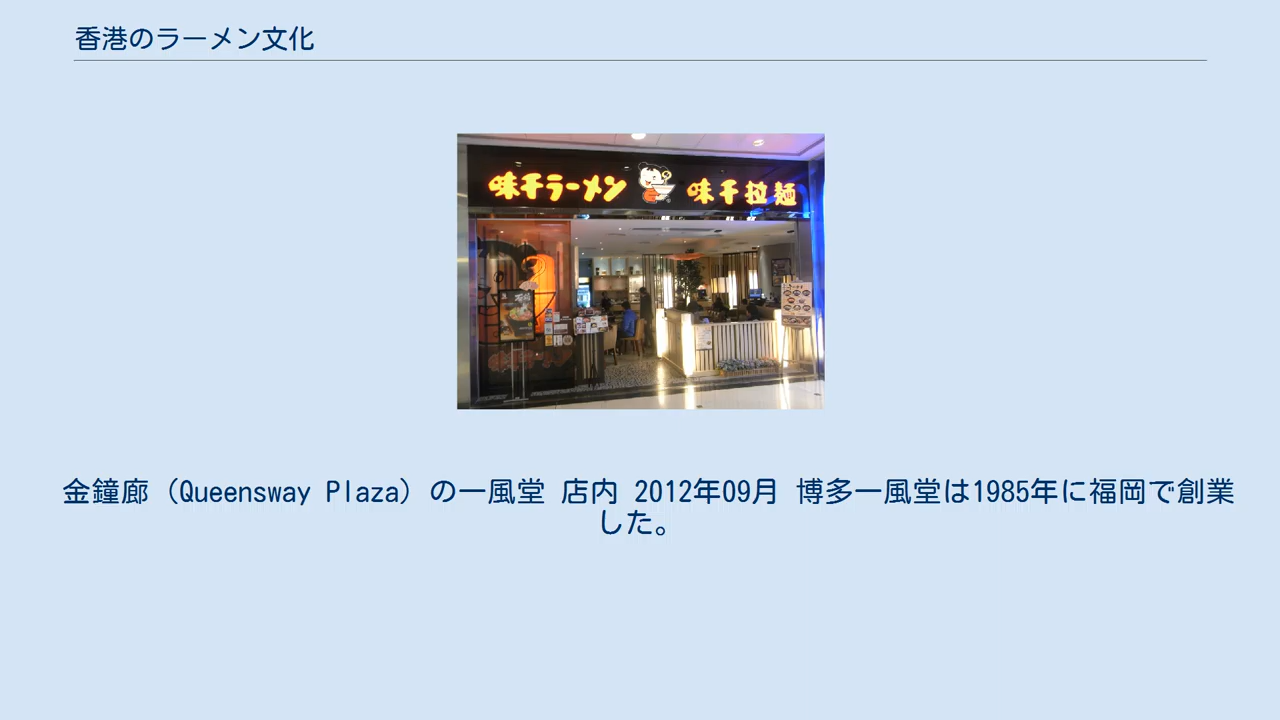 香港のラーメン文化
味千ラーメン 味千拉麺
金鐘廊（Queensway Plaza）の一風堂 店内 2012年09月 博多一風堂は1985年に福岡で創業
した。